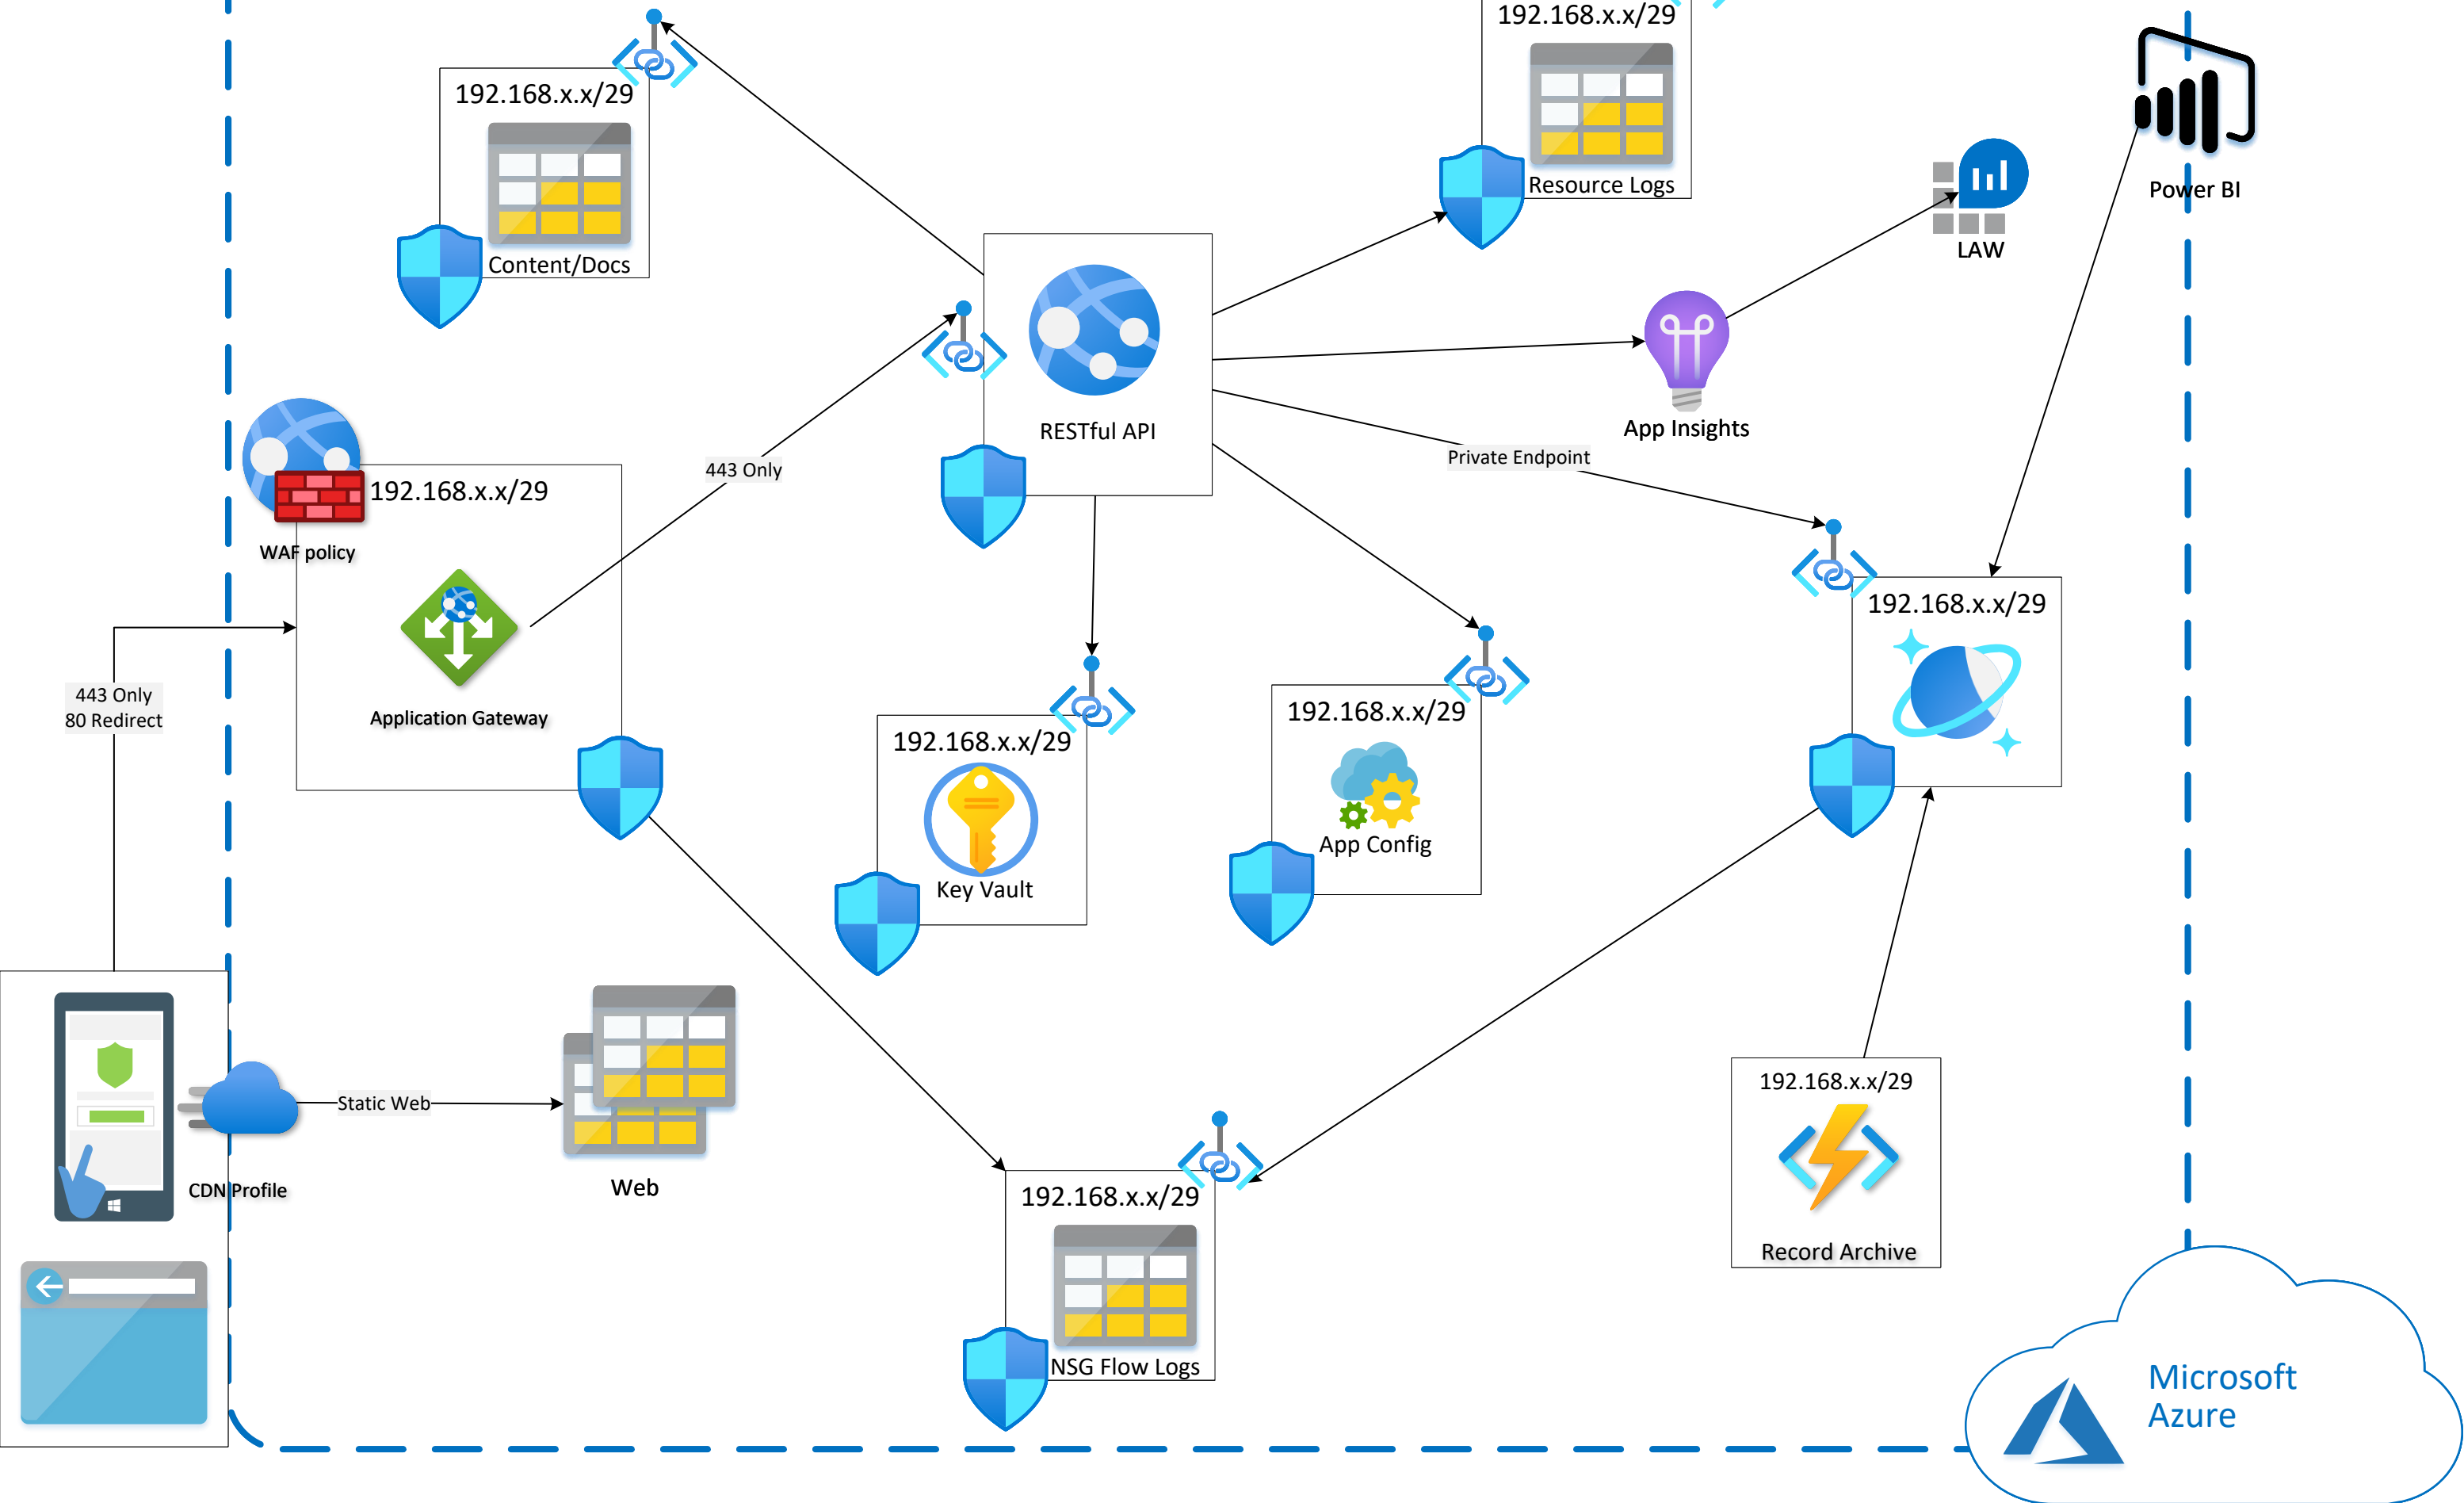 192.168.x.x/29
Resource Logs
192.168.x.x/29
Content/Docs
Power BI
LAW
RESTful API
App Insights
443 Only
Private Endpoint
192.168.x.x/29
WAF policy
Application Gateway
443 Only
80 Redirect
192.168.x.x/29
Key Vault
192.168.x.x/29
App Config
192.168.x.x/29
Static Web
CDN Profile
Web
192.168.x.x/29
NSG Flow Logs
192.168.x.x/29
Record Archive
Microsoft
Azure